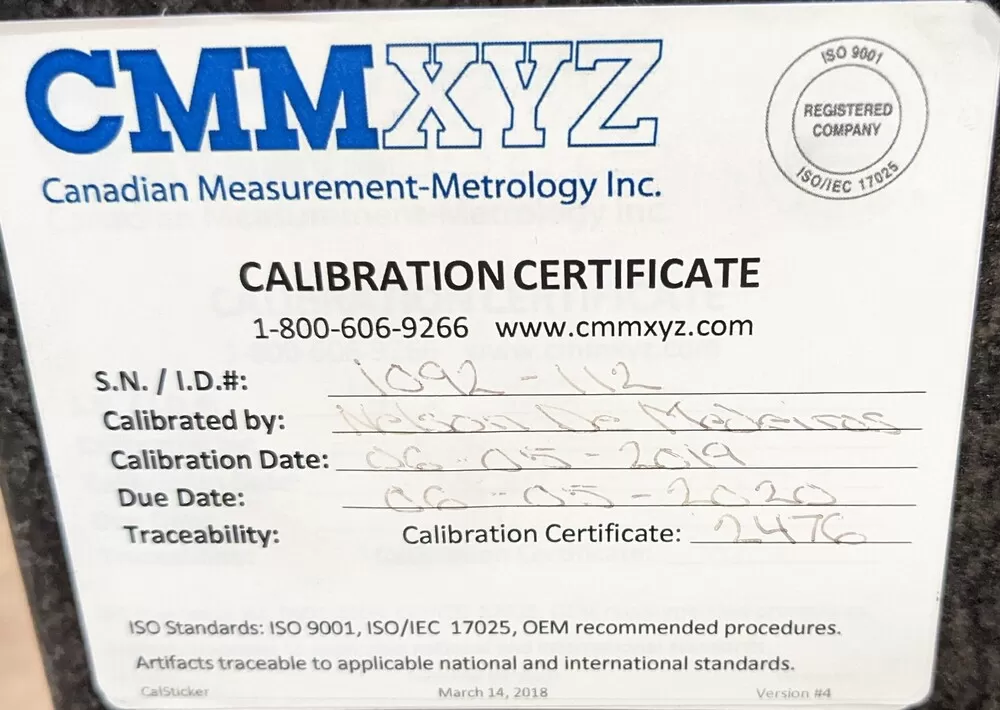 CMMXYZ
Canadian Measurement-Metrology Inc.
ISO 9001
REGISTERED
COMPANY
ISO/IEC 17025
CALIBRATION CERTIFICATE
1-800-606-9266 www.cmmxyz.com
S.N. / I.D.#: 1092-112
Calibrated by: Nelson De Medeiros
Calibration Date: 06-05-2019
Due Date: 06-05-2020
Traceability: Calibration Certificate: 2476
ISO Standards: ISO 9001, ISO/IEC 17025, OEM recommended procedures.
Artifacts traceable to applicable national and international standards.
CalSticker March 14, 2018 Version #4